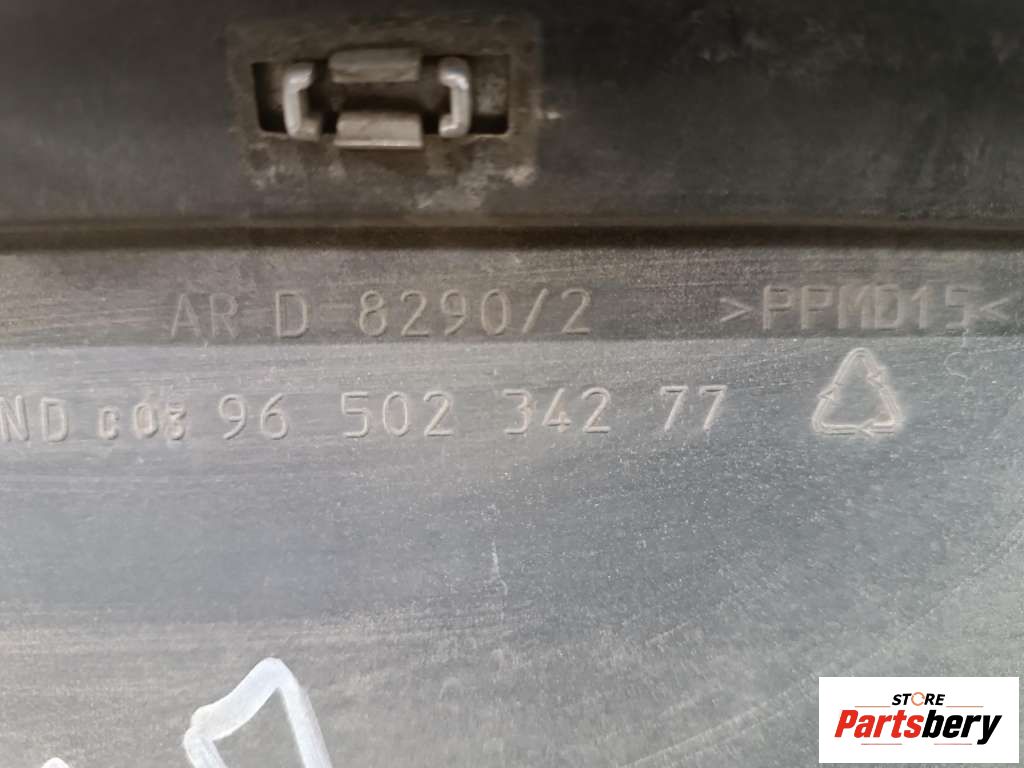 AR D 8290/2 >PPMD15<
ND C03 96 502 342 77
STORE
Partsbery